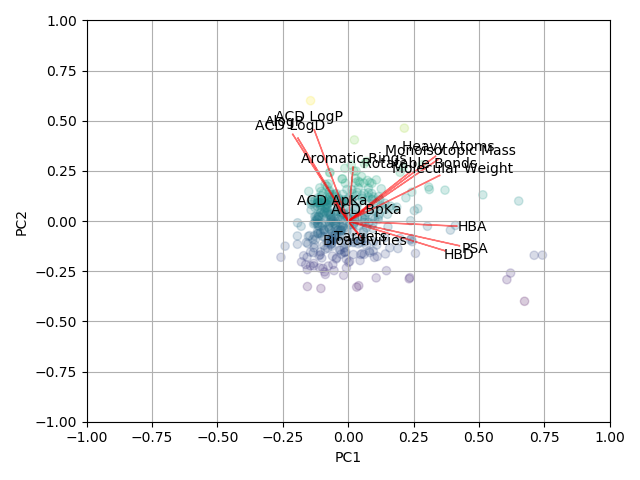 1.00
0.75
0.50
0.25
0.00
−0.25
−0.50
−0.75
−1.00
PC2
ACD LogP
AlogP
ACD LogD
Heavy Atoms
Monoisotopic Mass
Aromatic Rings
Rotatable Bonds
Molecular Weight
ACD ApKa
ACD BpKa
HBA
Targets
Bioactivities
PSA
HBD
−1.00 −0.75 −0.50 −0.25 0.00 0.25 0.50 0.75 1.00
PC1